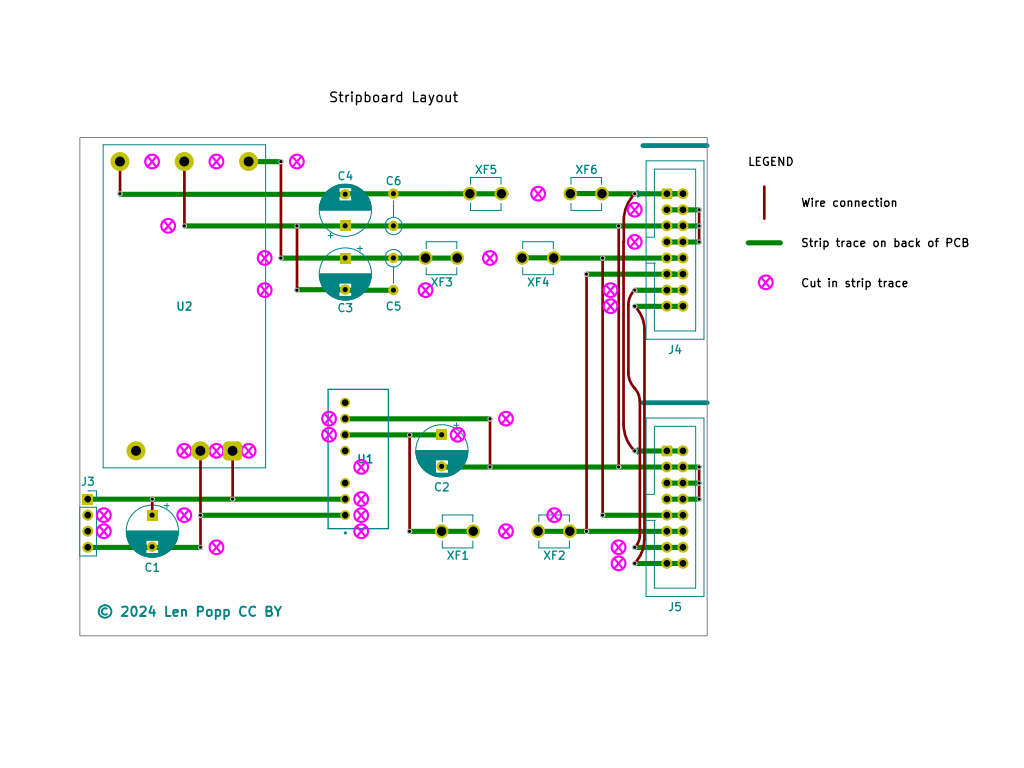 Stripboard Layout
LEGEND
Wire connection
Strip trace on back of PCB
Cut in strip trace
C4
C6
XF5
XF6
+
+
U2
C3
C5
XF3
XF4
J4
+
U1
C2
J3
+
C1
XF1
XF2
J5
© 2024 Len Popp CC BY